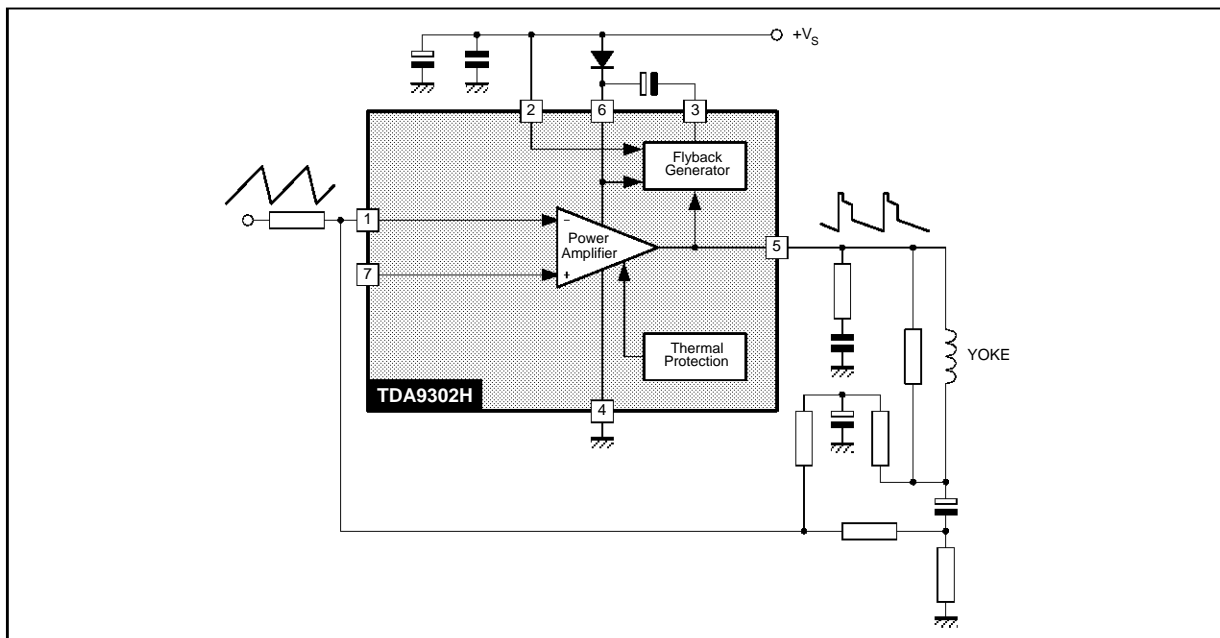 +VS
2
6
3
Flyback
Generator
1
−
Power
Amplifier
5
7
+
YOKE
Thermal
Protection
TDA9302H
4